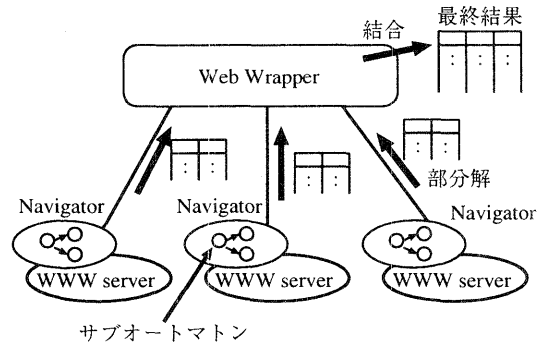 最終結果
結合
Web Wrapper
部分解
Navigator
Navigator
Navigator
WWW server
WWW server
WWW server
サブオートマトン